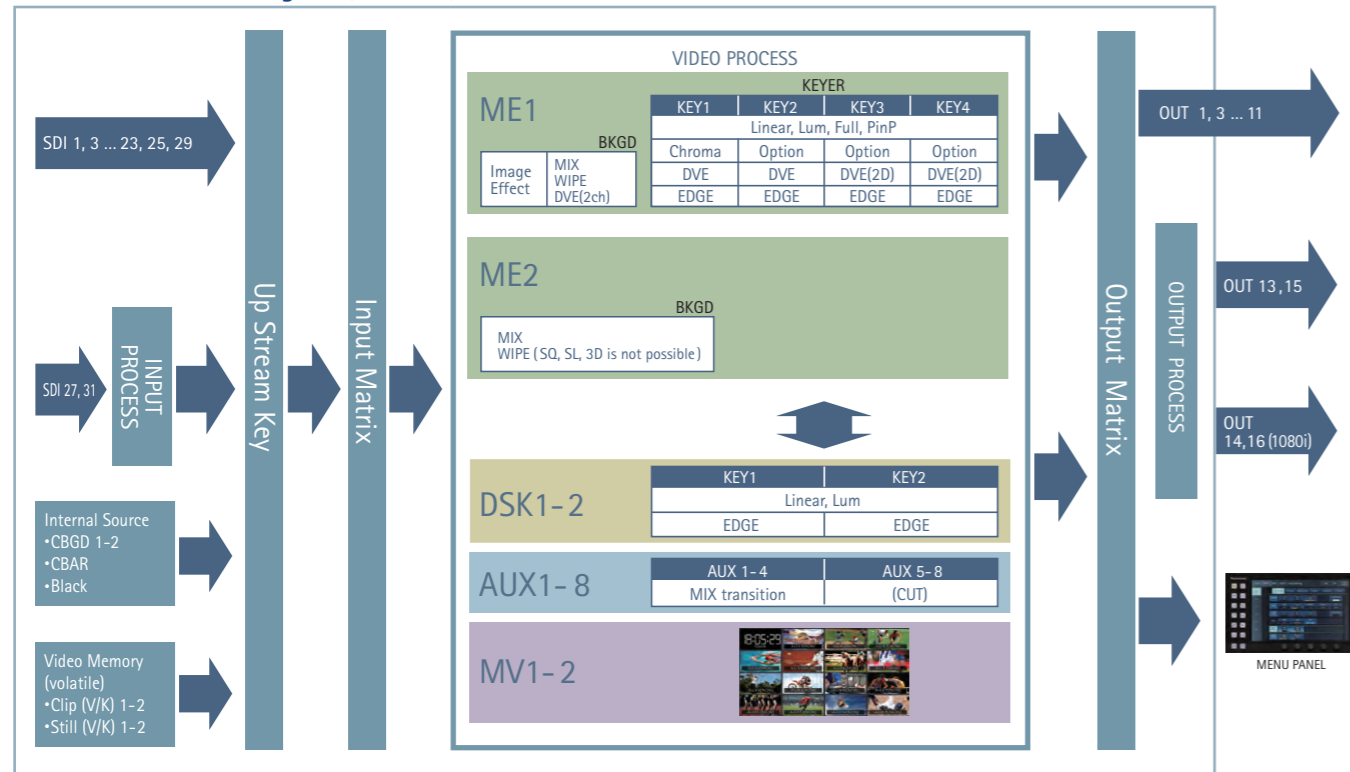 VIDEO PROCESS
ME1
KEYER
KEY1 KEY2 KEY3 KEY4
Linear, Lum, Full, PinP
Chroma Option Option Option
DVE DVE DVE(2D) DVE(2D)
EDGE EDGE EDGE EDGE
BKGD
Image
Effect
MIX
WIPE
DVE(2ch)
SDI 1, 3 ... 23, 25, 29
OUT 1, 3 ... 11
ME2
BKGD
MIX
WIPE (SQ, SL, 3D is not possible)
Up Stream Key
Input Matrix
Output Matrix
OUTPUT PROCESS
OUT 13,15
SDI 27, 31
INPUT
PROCESS
OUT
14,16 (1080i)
DSK1-2
KEY1 KEY2
Linear, Lum
EDGE EDGE
Internal Source
•CBGD 1-2
•CBAR
•Black
AUX1-8
AUX 1-4 AUX 5-8
MIX transition (CUT)
Video Memory
(volatile)
•Clip (V/K) 1-2
•Still (V/K) 1-2
MV1-2
18:05:29
MENU PANEL